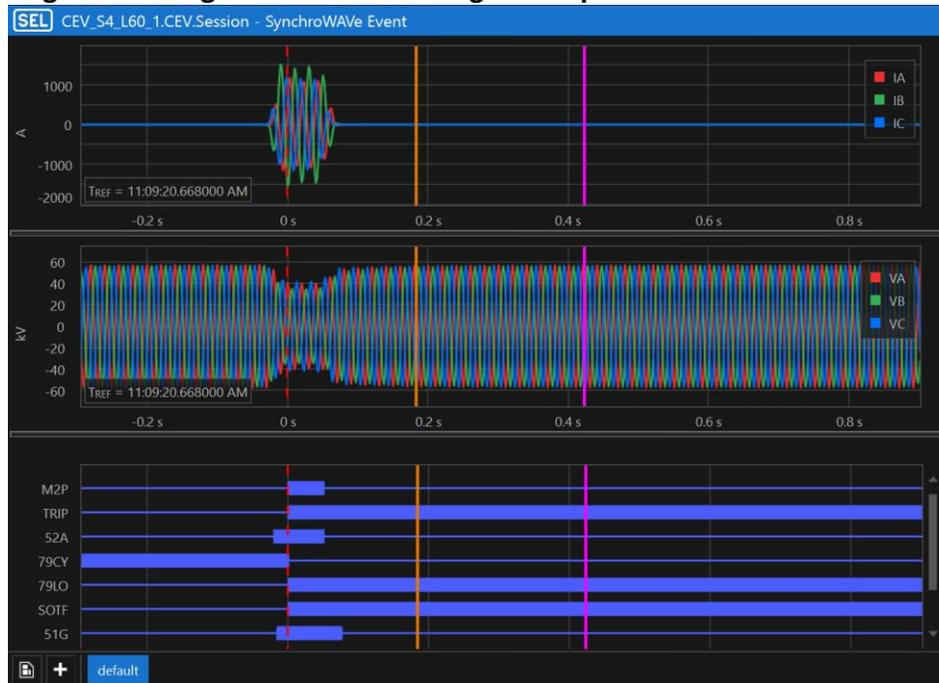 SEL CEV_S4_L60_1.CEV.Session - SynchroWAVe Event
1000
0
-1000
-2000
A
IA
IB
IC
TREF = 11:09:20.668000 AM
-0.2 s 0 s 0.2 s 0.4 s 0.6 s 0.8 s
60
40
20
0
-20
-40
-60
kV
VA
VB
VC
TREF = 11:09:20.668000 AM
-0.2 s 0 s 0.2 s 0.4 s 0.6 s 0.8 s
M2P
TRIP
52A
79CY
79LO
SOTF
51G
default